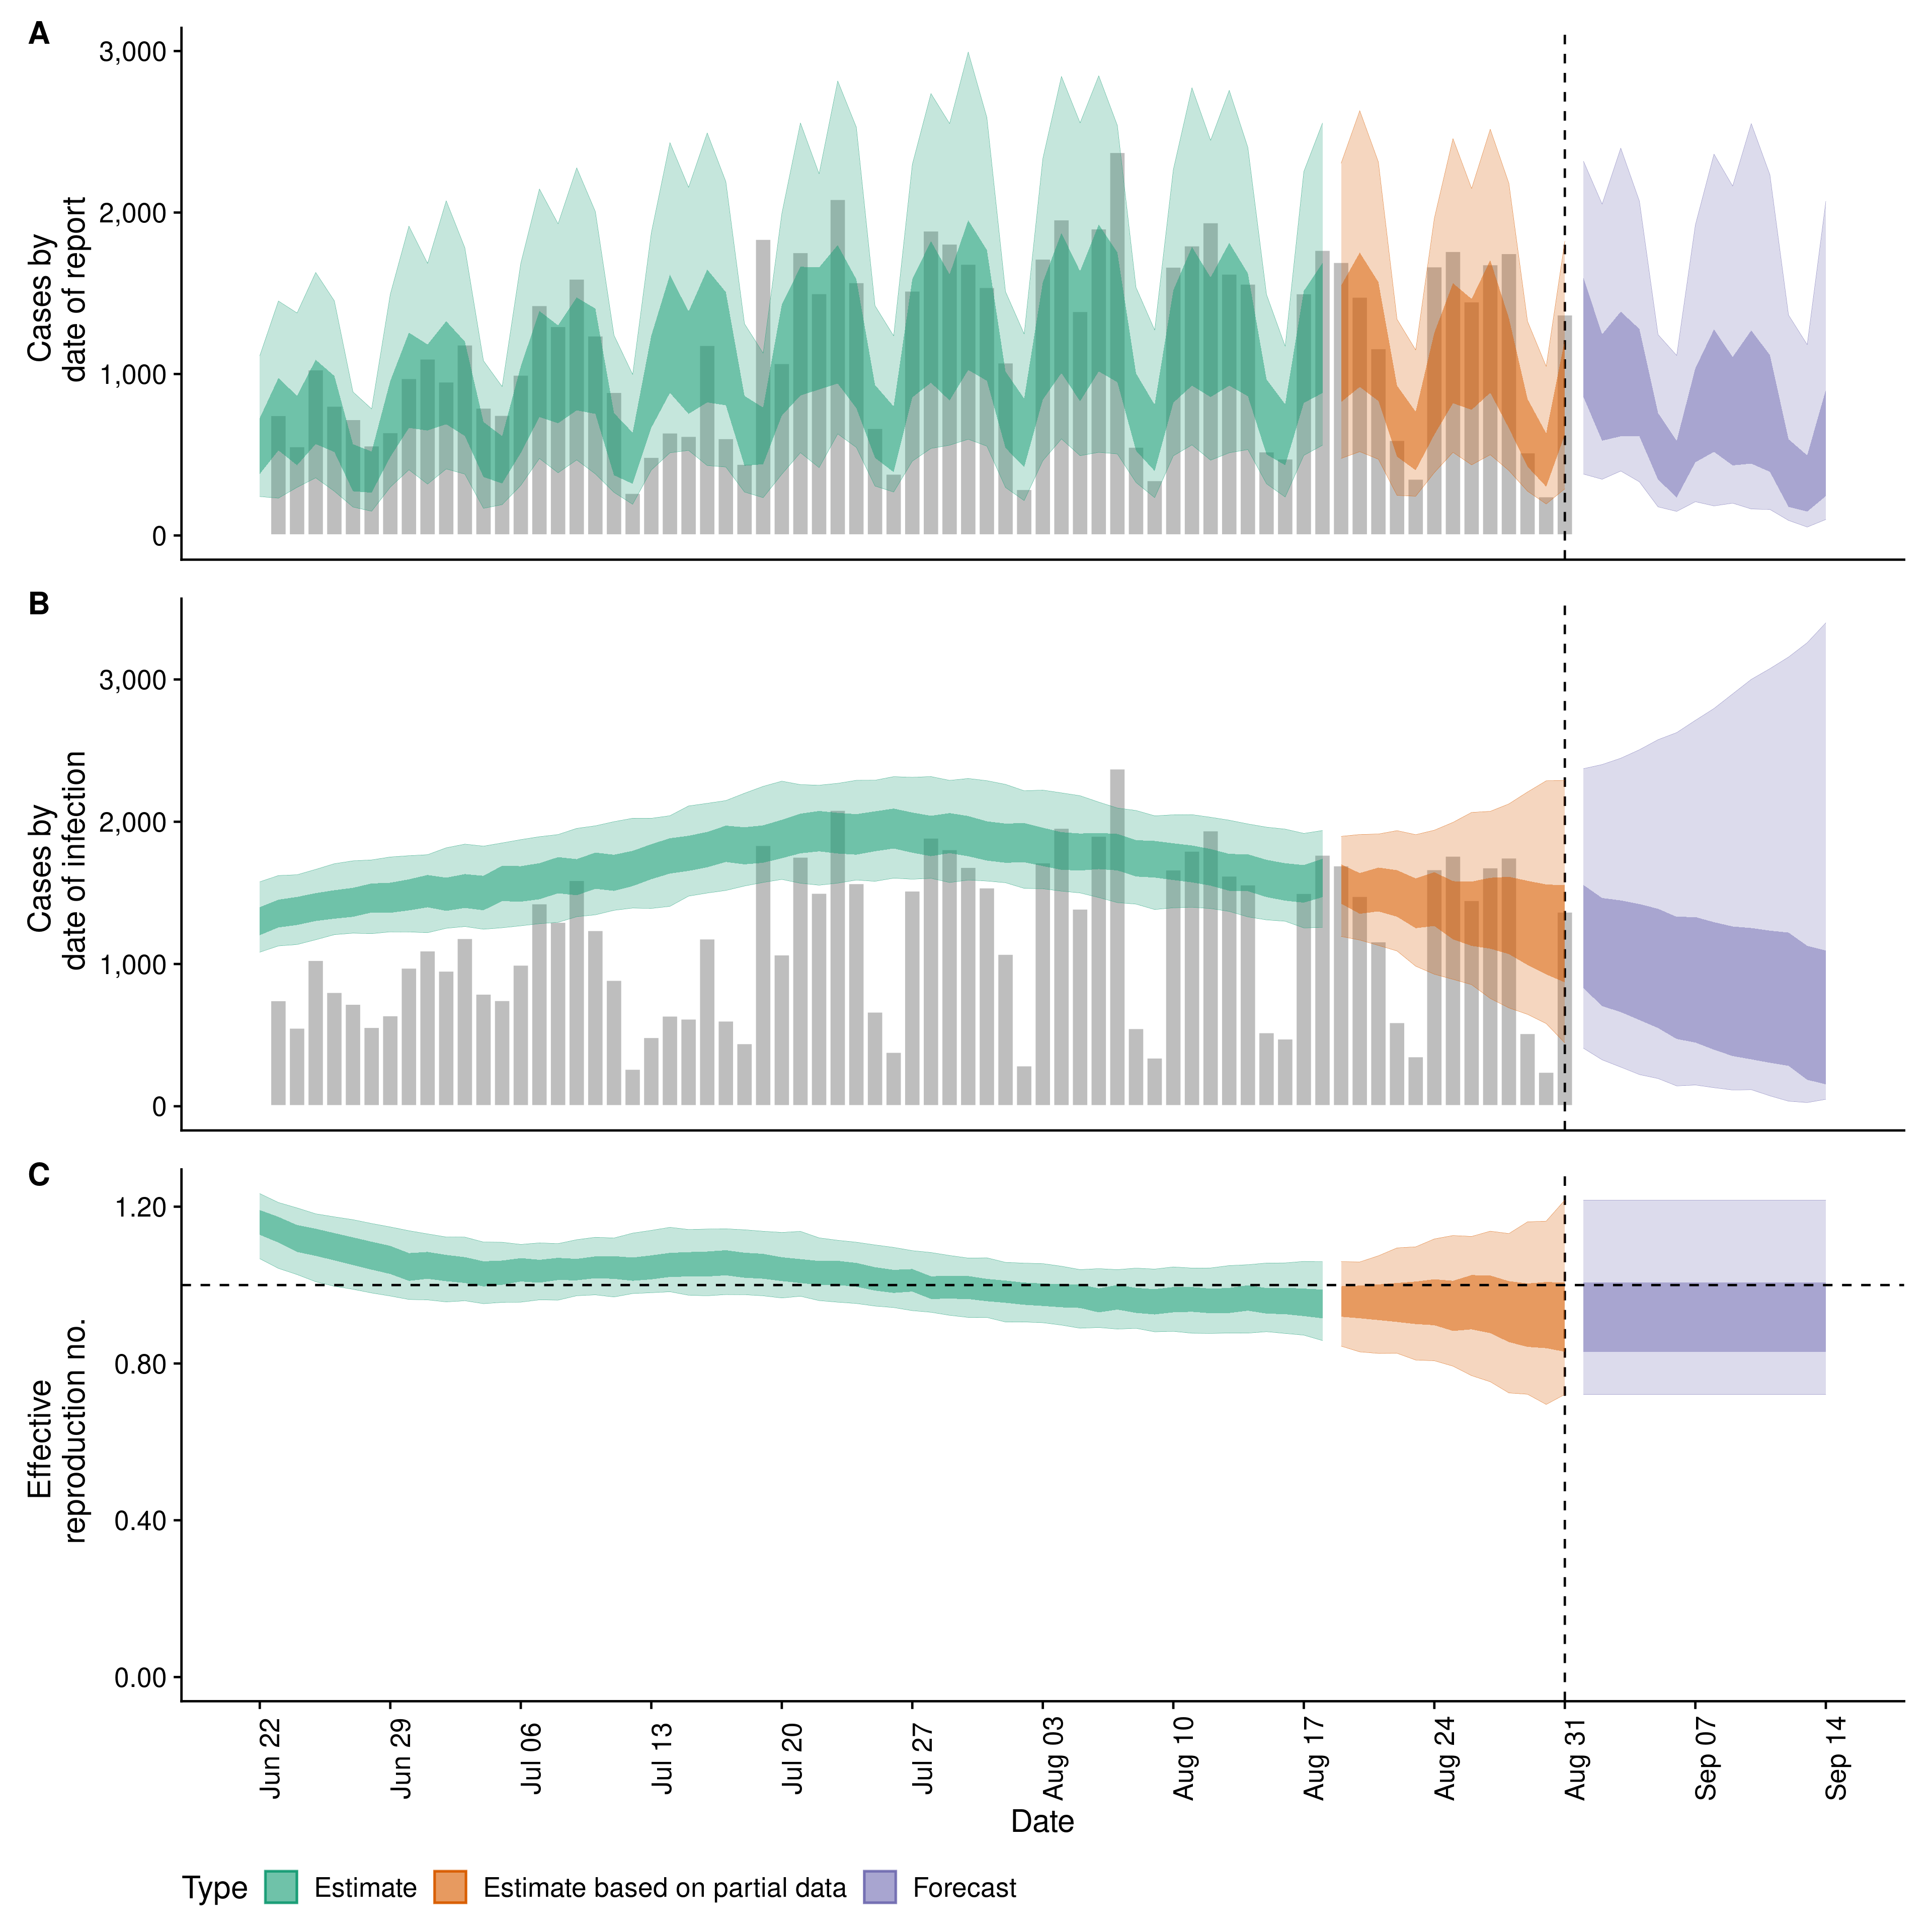 A
3,000
2,000
1,000
0
Cases by
date of report
B
3,000
2,000
1,000
0
Cases by
date of infection
C
1.20
0.80
0.40
0.00
Effective
reproduction no.
Jun 22
Jun 29
Jul 06
Jul 13
Jul 20
Jul 27
Aug 03
Aug 10
Aug 17
Aug 24
Aug 31
Sep 07
Sep 14
Date
Type Estimate Estimate based on partial data Forecast